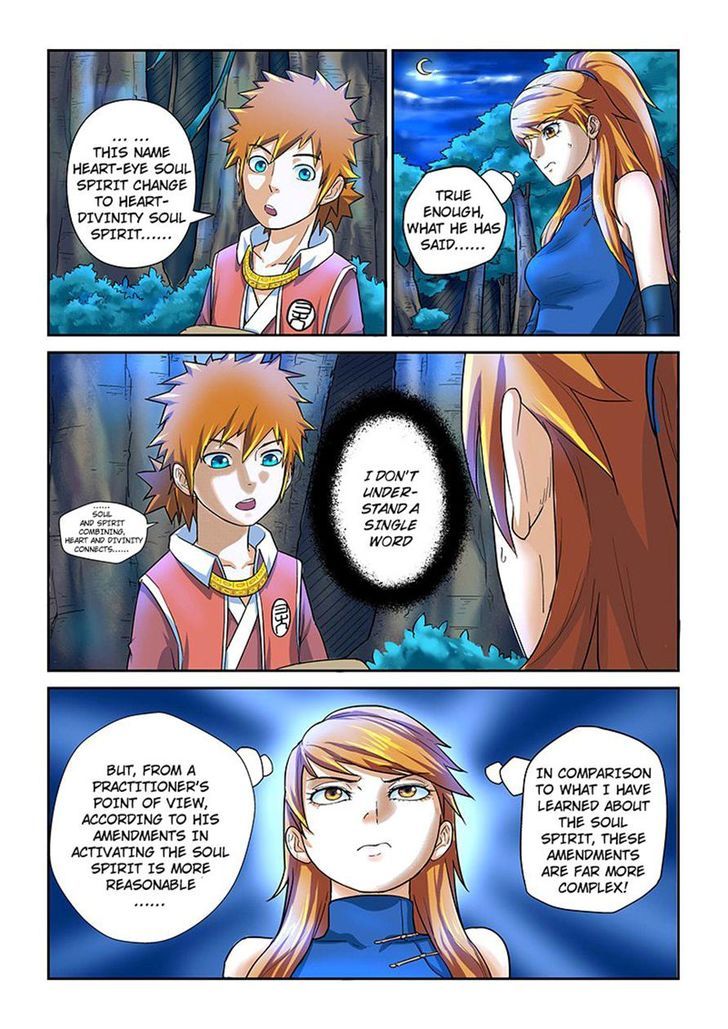 ... ...
THIS NAME
HEART-EYE SOUL
SPIRIT CHANGE
TO HEART-
DIVINITY SOUL
SPIRIT......
TRUE
ENOUGH,
WHAT HE HAS
SAID......
...... SOUL
AND SPIRIT
COMBINING,
HEART AND DIVINITY
CONNECTS......
I DON'T
UNDER-
STAND A
SINGLE
WORD
BUT, FROM A
PRACTITIONER'S
POINT OF VIEW,
ACCORDING TO HIS
AMENDMENTS IN
ACTIVATING THE SOUL
SPIRIT IS MORE
REASONABLE
......
IN COMPARISON
TO WHAT I HAVE
LEARNED ABOUT
THE SOUL
SPIRIT, THESE
AMENDMENTS
ARE FAR MORE
COMPLEX!